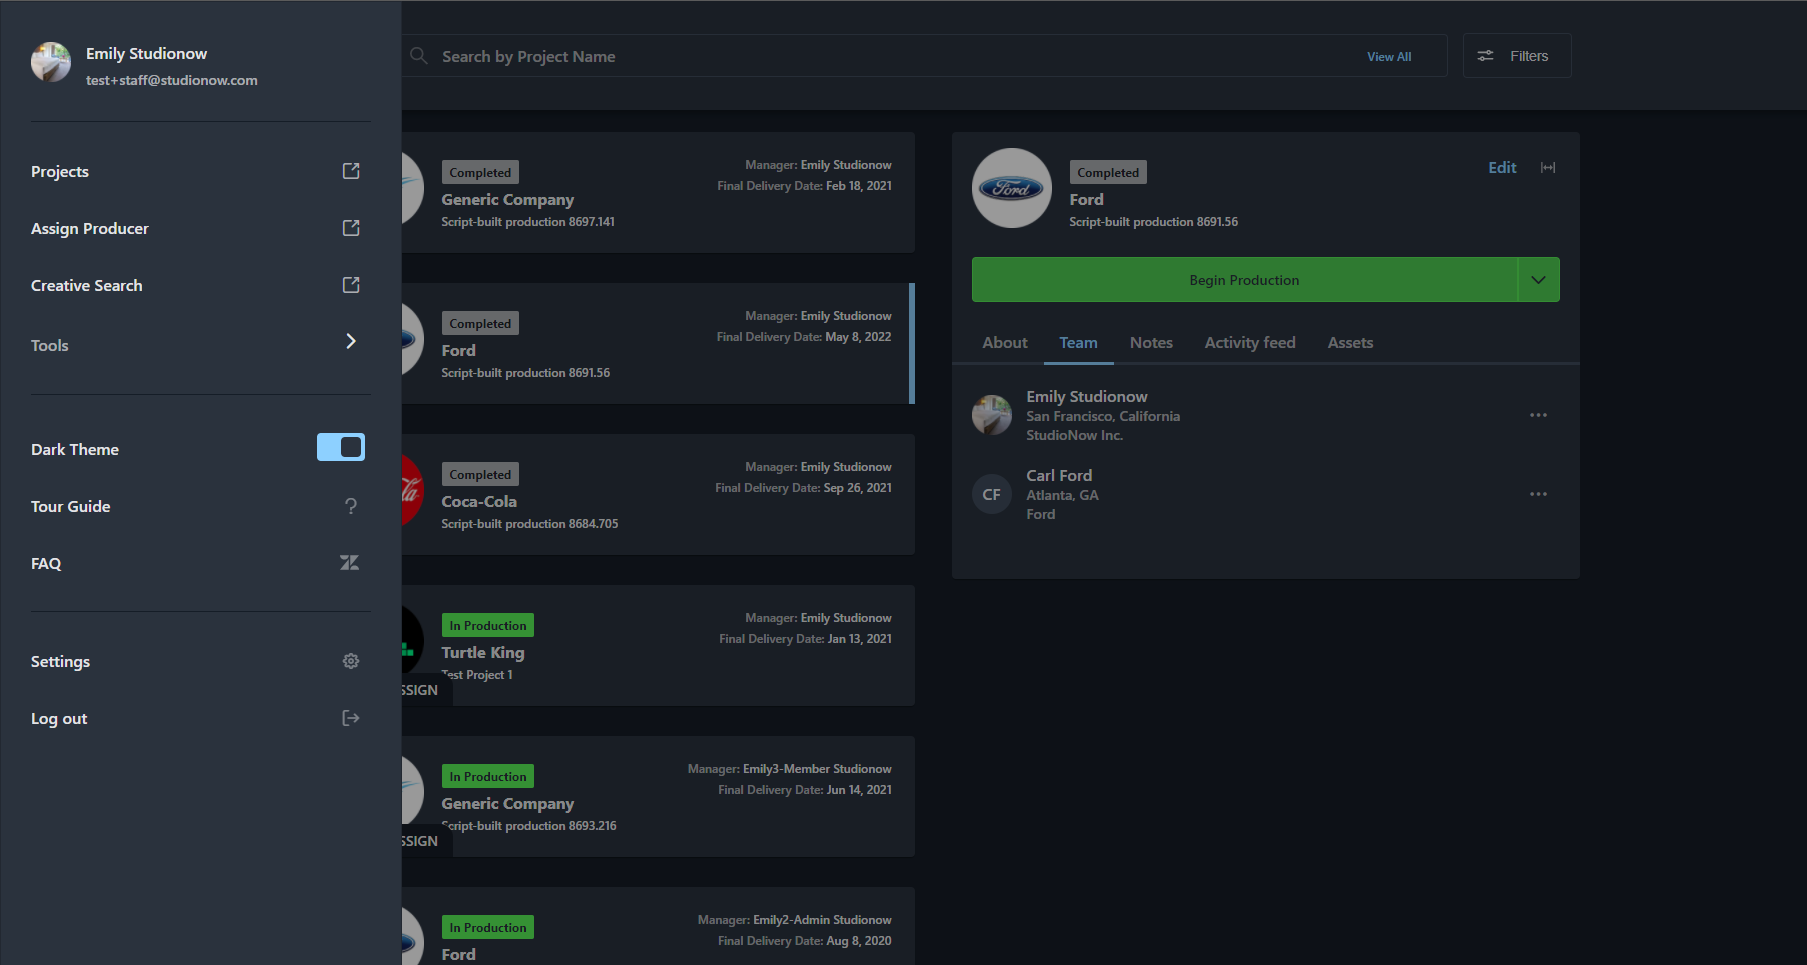 Emily Studionow
test+staff@studionow.com
Projects
Assign Producer
Creative Search
Tools
Dark Theme
Tour Guide
?
FAQ
Settings
Log out
Search by Project Name
View All
Filters
Completed
Generic Company
Script-built production 8697.141
Manager: Emily Studionow
Final Delivery Date: Feb 18, 2021
Completed
Ford
Script-built production 8691.56
Manager: Emily Studionow
Final Delivery Date: May 8, 2022
Completed
Coca-Cola
Script-built production 8684.705
Manager: Emily Studionow
Final Delivery Date: Sep 26, 2021
In Production
Turtle King
Test Project 1
SSIGN
Manager: Emily Studionow
Final Delivery Date: Jan 13, 2021
In Production
Generic Company
Script-built production 8693.216
SSIGN
Manager: Emily3-Member Studionow
Final Delivery Date: Jun 14, 2021
In Production
Ford
Manager: Emily2-Admin Studionow
Final Delivery Date: Aug 8, 2020
Ford
Completed
Ford
Script-built production 8691.56
Edit
Begin Production
About
Team
Notes
Activity feed
Assets
Emily Studionow
San Francisco, California
StudioNow Inc.
CF
Carl Ford
Atlanta, GA
Ford